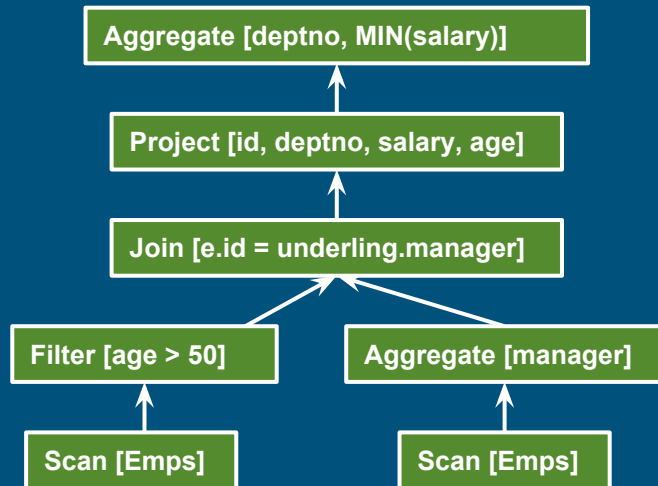 Aggregate [deptno, MIN(salary)]
Project [id, deptno, salary, age]
Join [e.id = underling.manager]
Filter [age > 50]
Aggregate [manager]
Scan [Emps]
Scan [Emps]